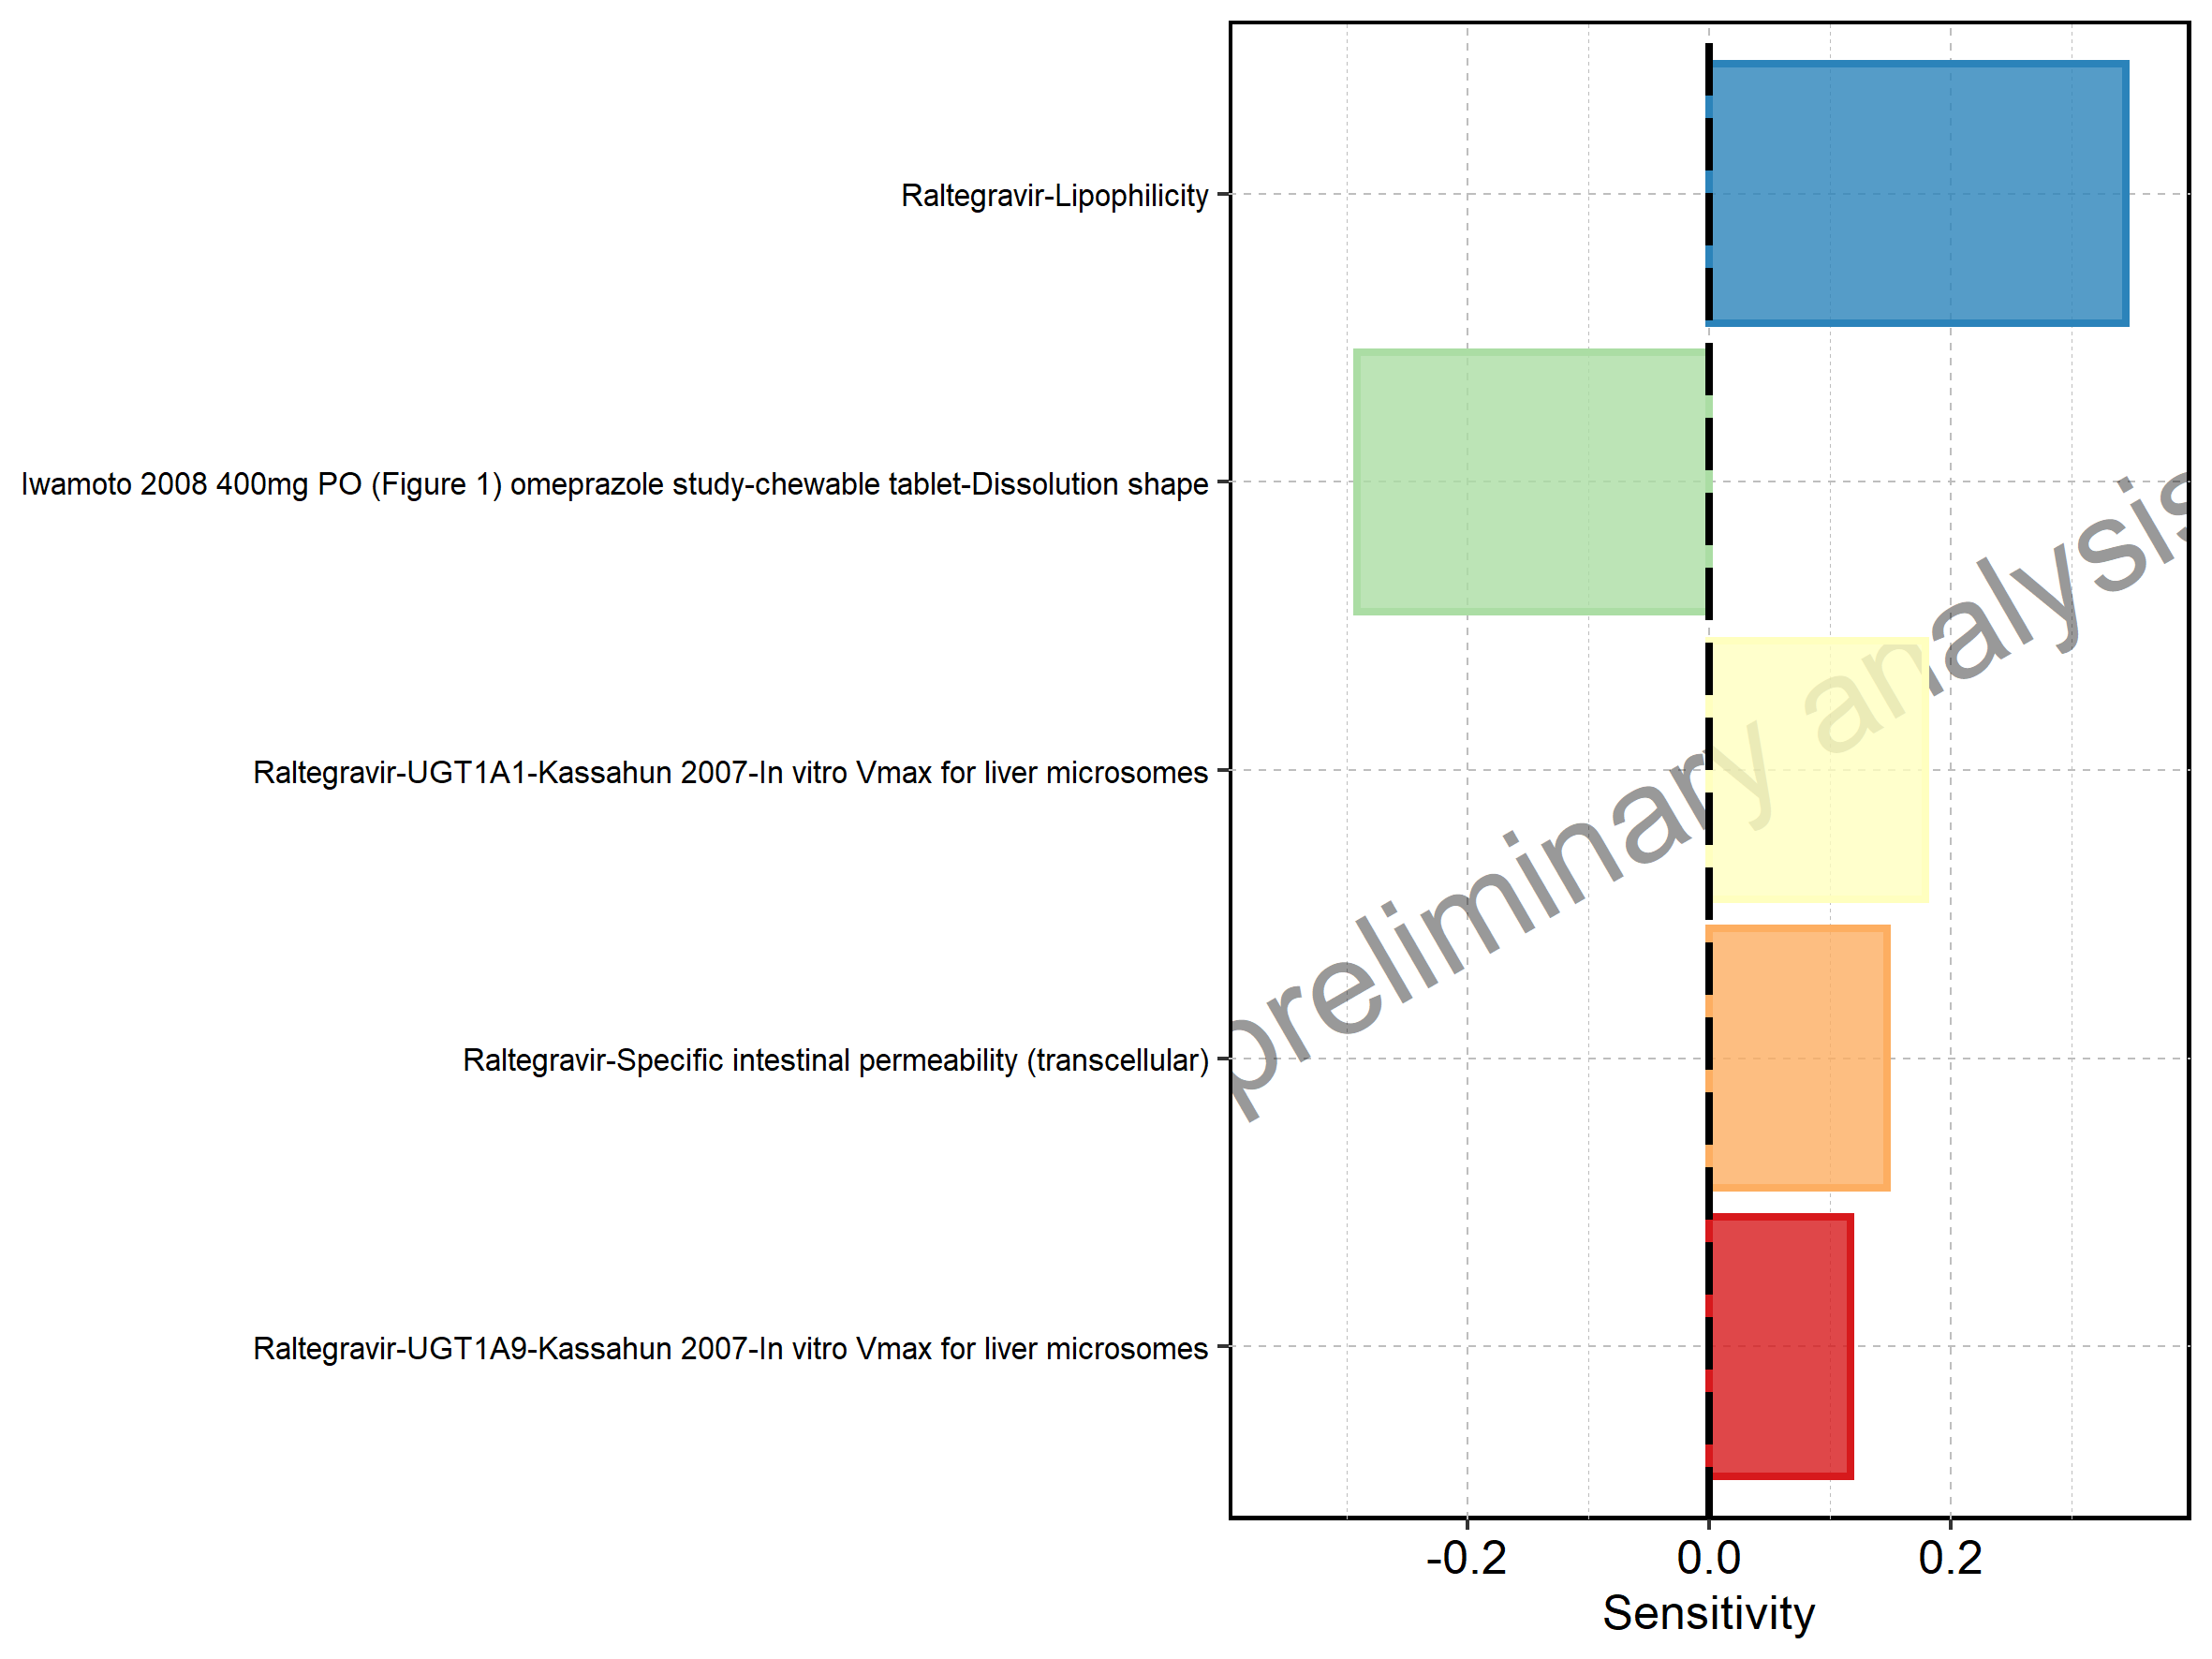 Raltegravir-Lipophilicity
Iwamoto 2008 400mg PO (Figure 1) omeprazole study-chewable tablet-Dissolution shape
Raltegravir-UGT1A1-Kassahun 2007-In vitro Vmax for liver microsomes
Raltegravir-Specific intestinal permeability (transcellular)
Raltegravir-UGT1A9-Kassahun 2007-In vitro Vmax for liver microsomes
preliminary analysis
-0.2 0.0 0.2
Sensitivity